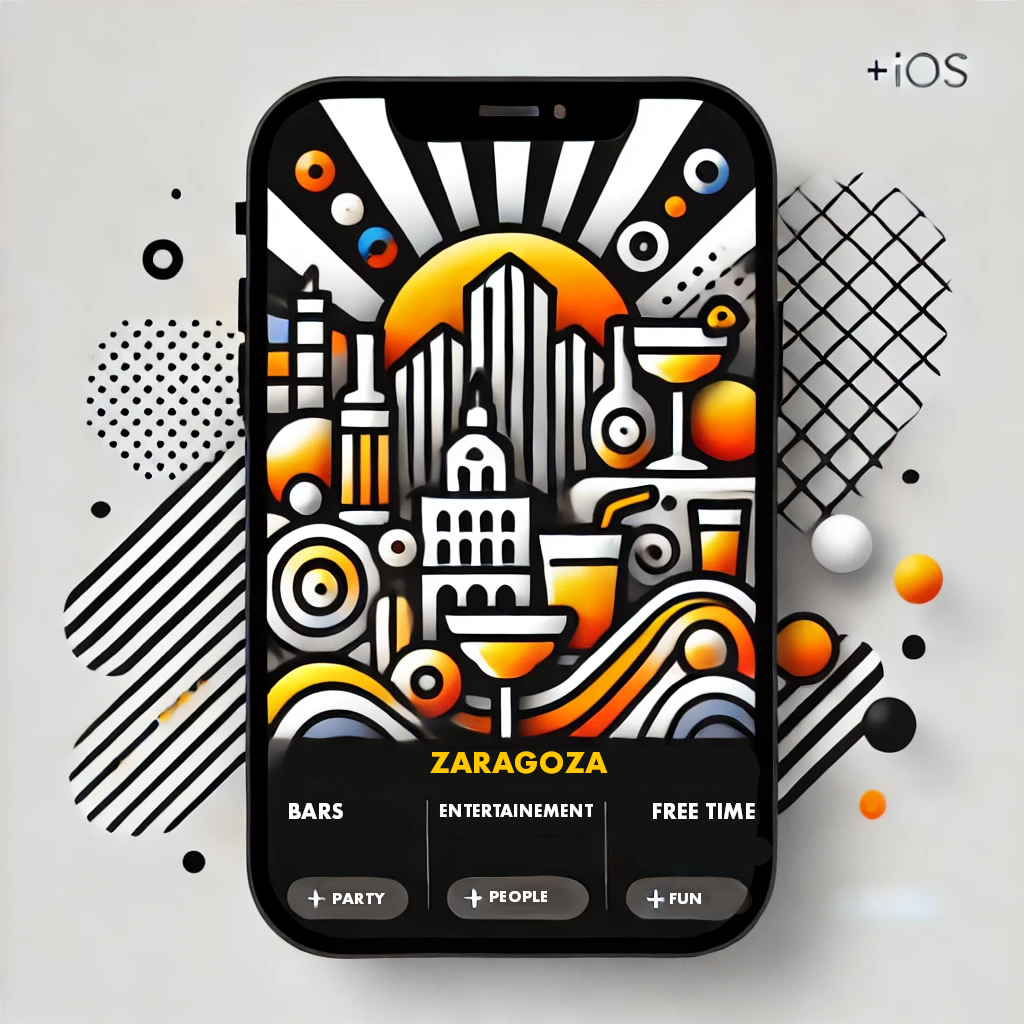 +iOS
ZARAGOZA
BARS ENTERTAINEMENT FREE TIME
+ PARTY + PEOPLE + FUN